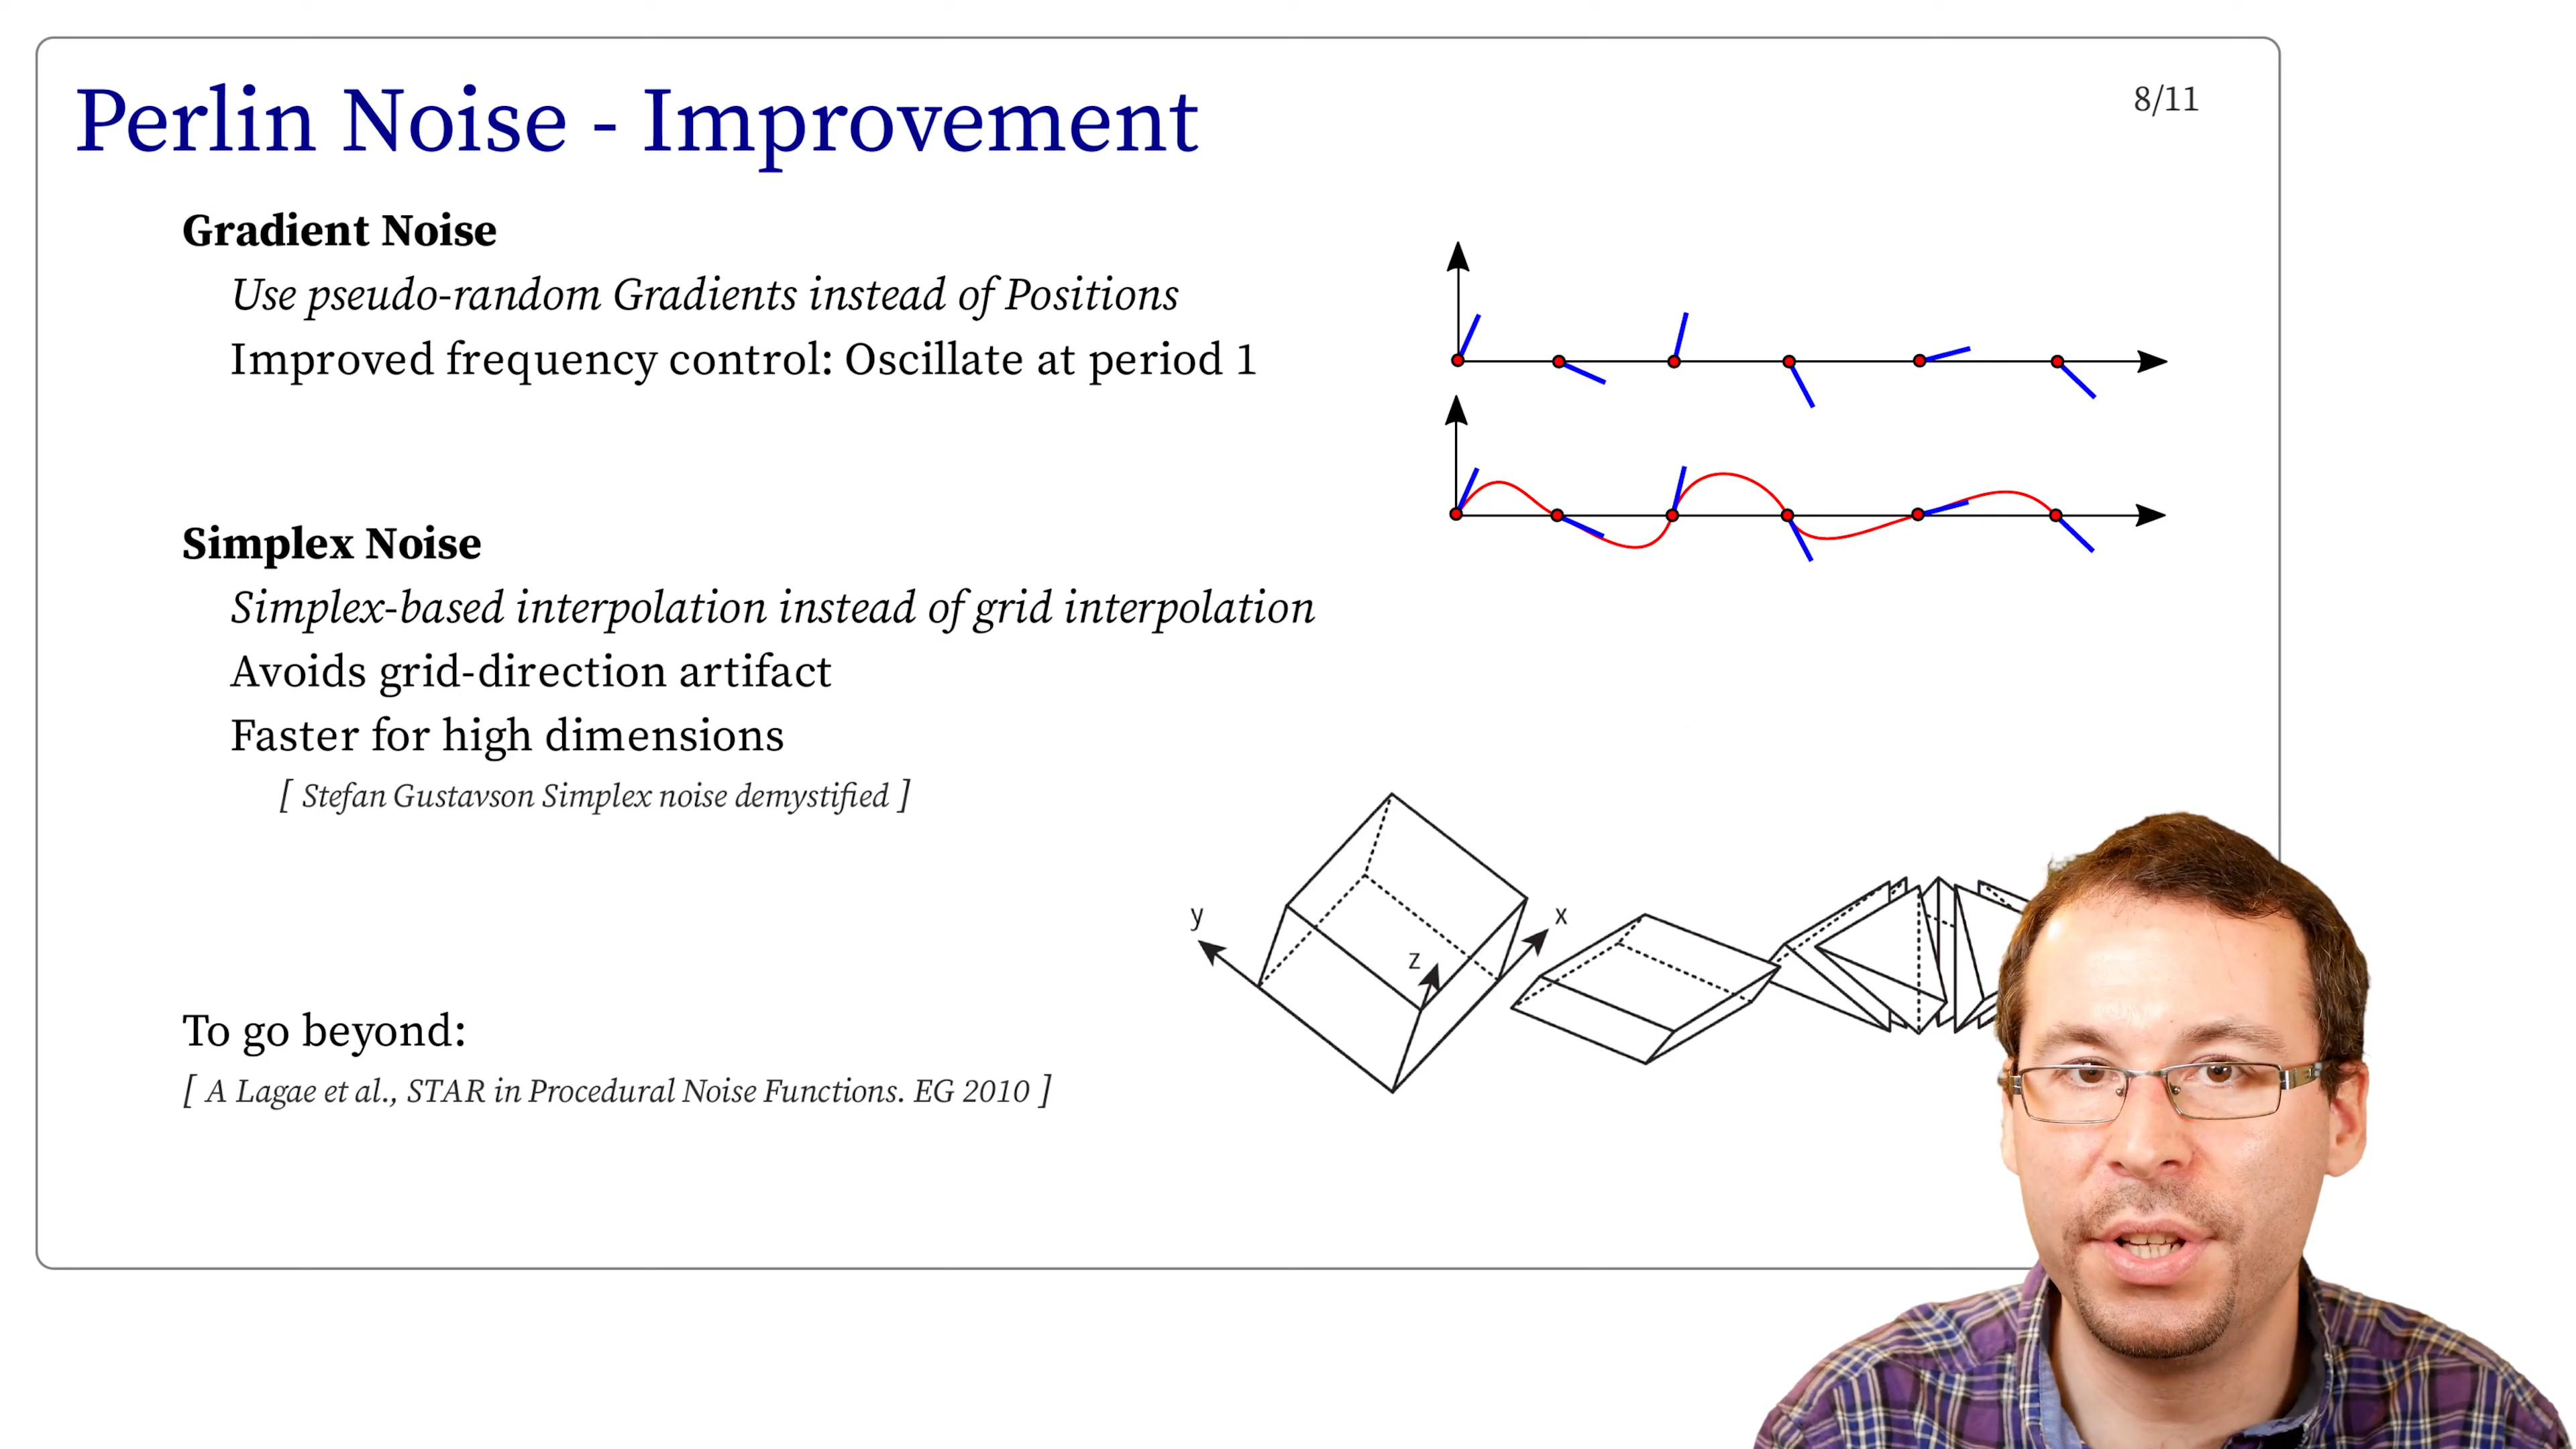 Perlin Noise - Improvement
8/11
Gradient Noise
Use pseudo-random Gradients instead of Positions
Improved frequency control: Oscillate at period 1
Simplex Noise
Simplex-based interpolation instead of grid interpolation
Avoids grid-direction artifact
Faster for high dimensions
[ Stefan Gustavson Simplex noise demystified ]
y
x
z
To go beyond:
[ A Lagae et al., STAR in Procedural Noise Functions. EG 2010 ]